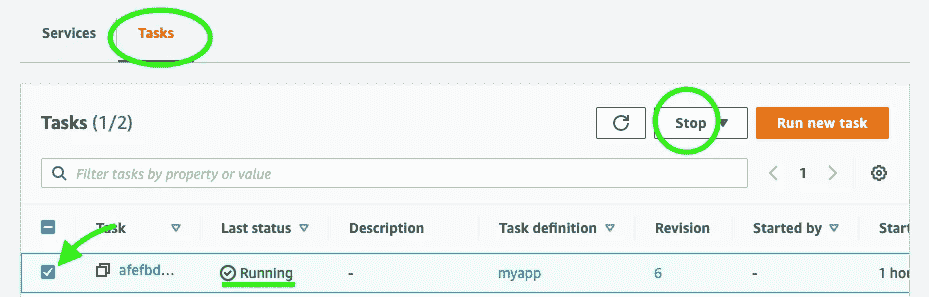 Services Tasks
Tasks (1/2) Stop Run new task
Filter tasks by property or value 1
Task Last status Description Task definition Revision Started by Start
afefbd... Running - myapp 6 - 1 hou